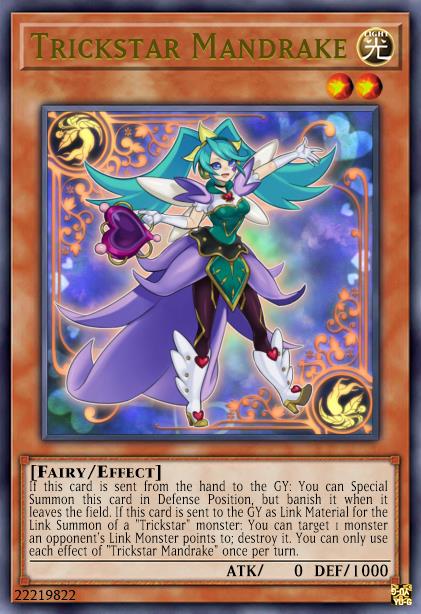 TRICKSTAR MANDRAKE
LIGHT
光
[FAIRY/EFFECT]
If this card is sent from the hand to the GY: You can Special
Summon this card in Defense Position, but banish it when it
leaves the field. If this card is sent to the GY as Link Material for the
Link Summon of a "Trickstar" monster: You can target 1 monster
an opponent's Link Monster points to; destroy it. You can only use
each effect of "Trickstar Mandrake" once per turn.
ATK/ 0 DEF/1000
22219822